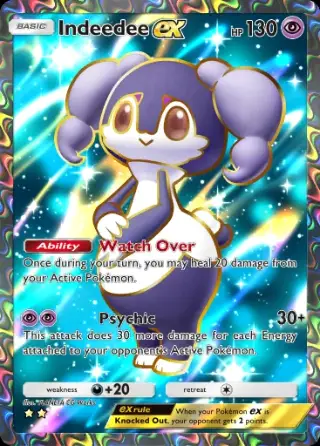 BASIC Indeedee ex HP 130
Ability Watch Over
Once during your turn, you may heal 20 damage from
your Active Pokémon.
Psychic 30+
This attack does 30 more damage for each Energy
attached to your opponent's Active Pokémon.
weakness +20 retreat
ex rule When your Pokémon ex is
Knocked Out, your opponent gets 2 points.